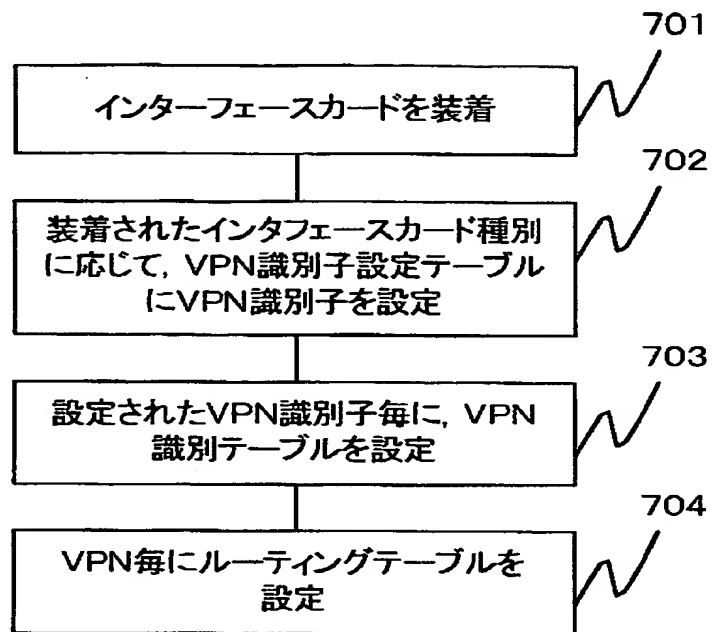 701
インターフェースカードを装着
702
装着されたインタフェースカード種別
に応じて, VPN識別子設定テーブル
にVPN識別子を設定
703
設定されたVPN識別子毎に, VPN
識別テーブルを設定
704
VPN毎にルーティングテーブルを
設定